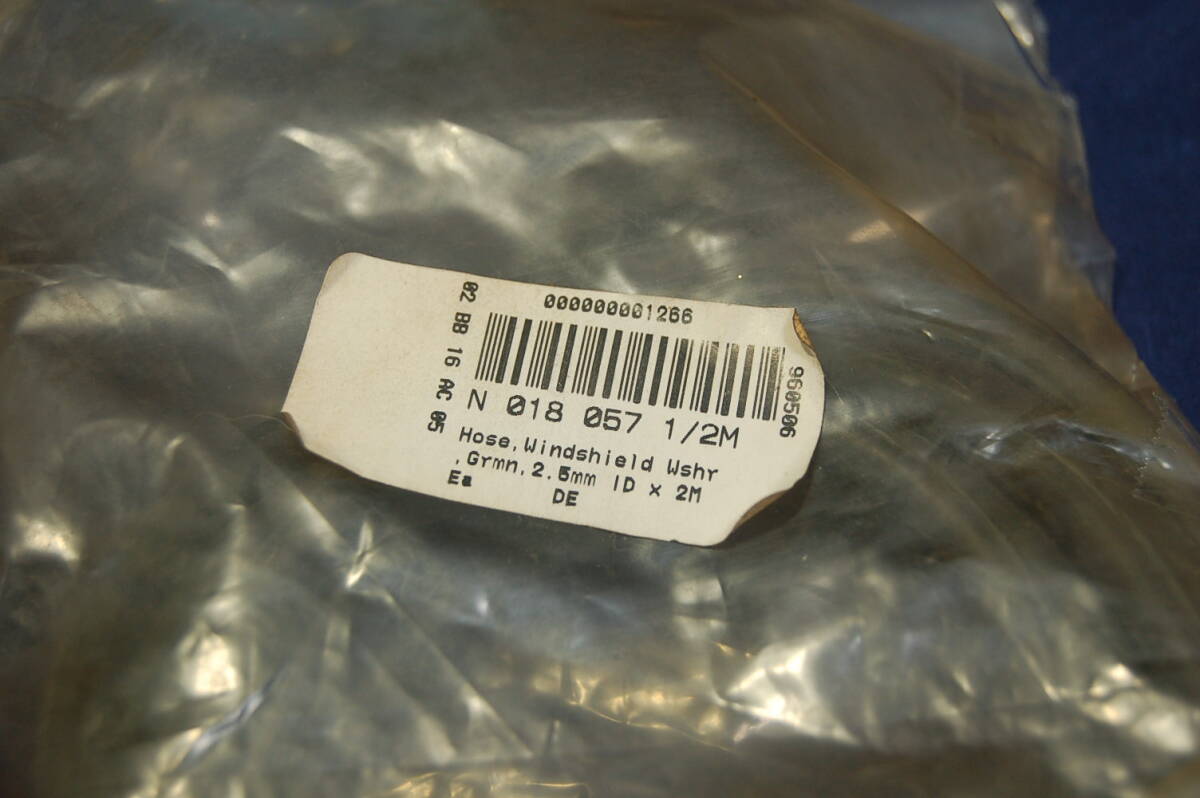 000000001266
02 BB 16 AC 05
960506
N 018 057 1/2M
Hose,Windshield Wshr
,Grmn,2.5mm ID x 2M
Ea DE